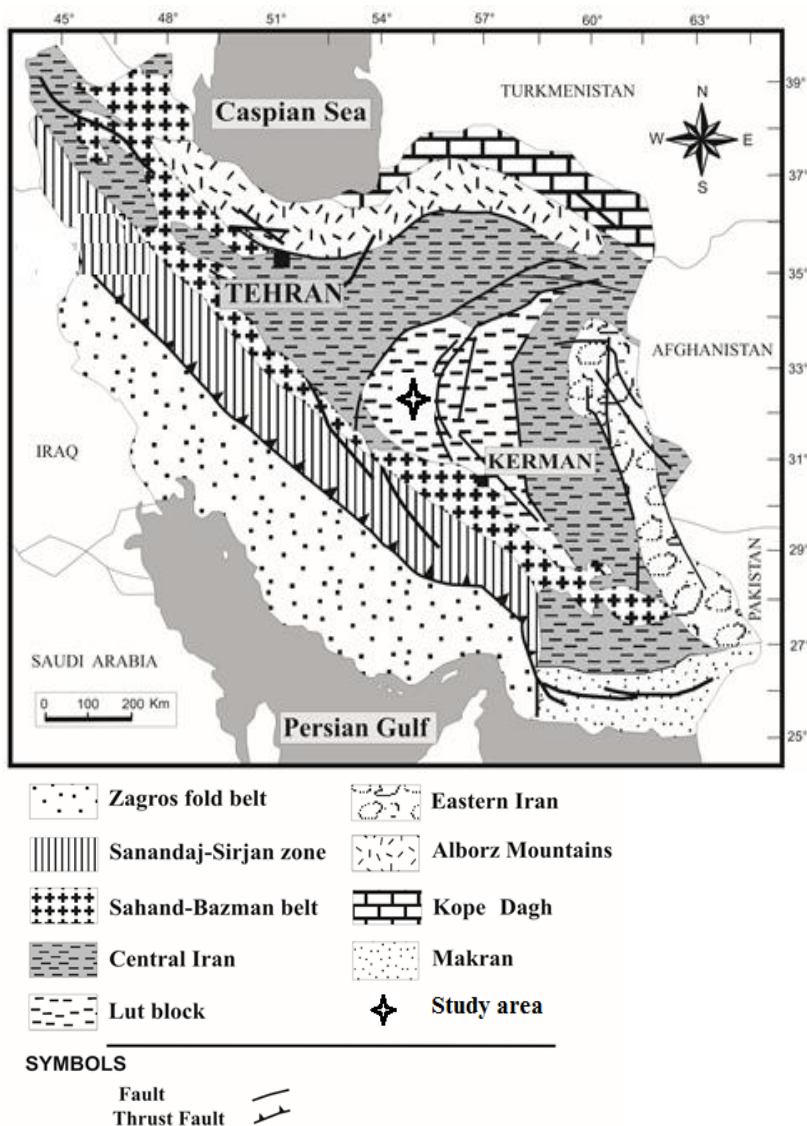 45° 48° 51° 54° 57° 60° 63°
39°
37°
35°
33°
31°
29°
27°
25°
TURKMENISTAN
Caspian Sea
N
W E
S
TEHRAN
AFGHANISTAN
IRAQ
KERMAN
PAKISTAN
SAUDI ARABIA
0 100 200 Km
Persian Gulf
Zagros fold belt
Sanandaj-Sirjan zone
Sahand-Bazman belt
Central Iran
Lut block
Eastern Iran
Alborz Mountains
Kope Dagh
Makran
Study area
SYMBOLS
Fault
Thrust Fault